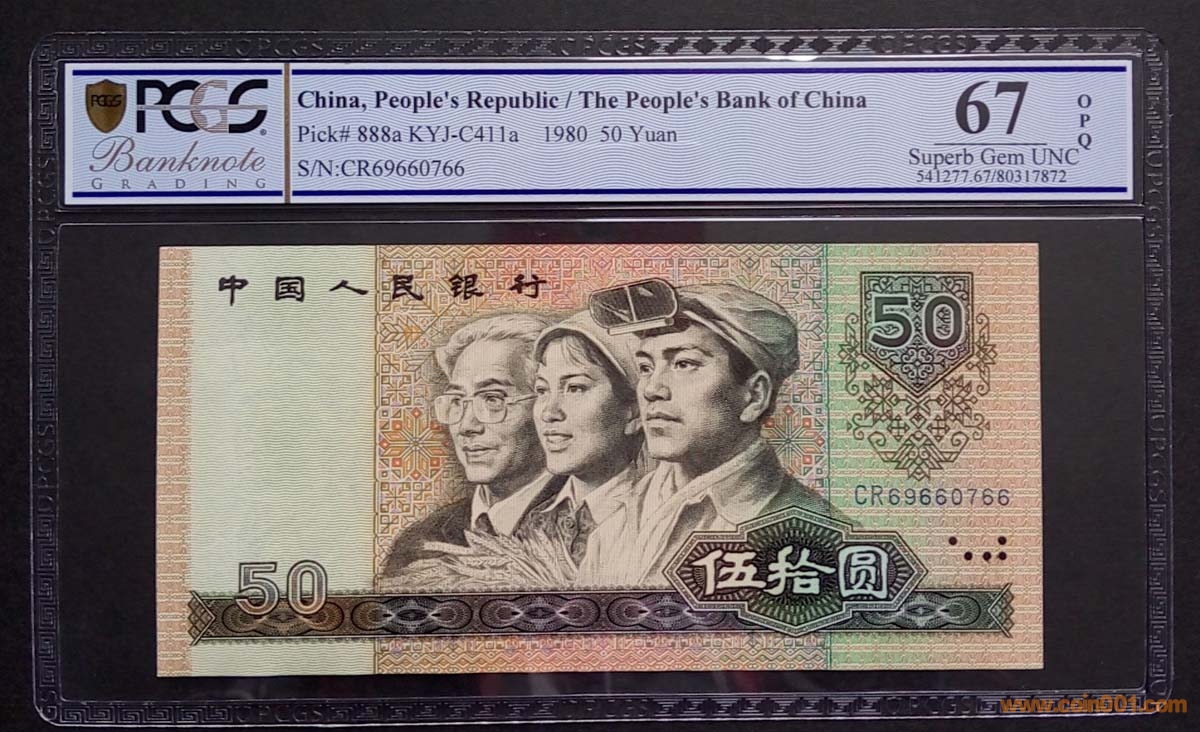 PCGS
PCGS
Banknote
GRADING
China, People's Republic / The People's Bank of China
Pick# 888a KYJ-C411a 1980 50 Yuan
S/N:CR69660766
67
OPQ
Superb Gem UNC
541277.67/80317872
中国人民银行
50
CR69660766
50
伍拾圆
www.coin001.com